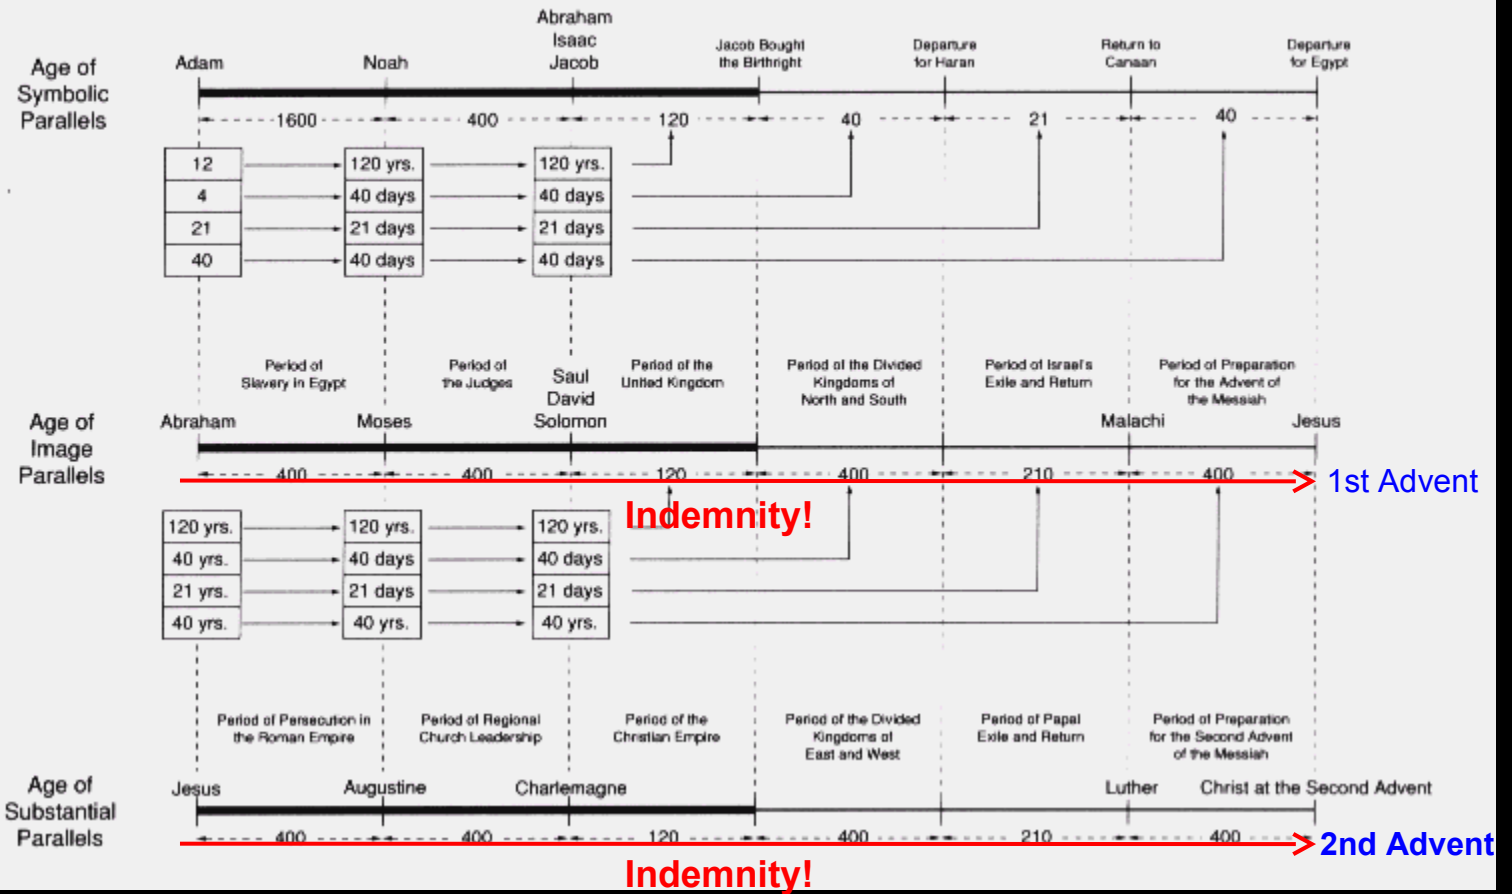 Abraham
Isaac
Jacob
Adam
Noah
Jacob Bought
the Birthright
Departure
for Haran
Return to
Canaan
Departure
for Egypt
Age of
Symbolic
Parallels
1600
400
120
40
21
40
12
120 yrs.
120 yrs.
4
40 days
40 days
21
21 days
21 days
40
40 days
40 days
Period of
Slavery in Egypt
Period of
the Judges
Saul
David
Solomon
Period of the
United Kingdom
Period of the Divided
Kingdoms of
North and South
Period of Israel's
Exile and Return
Period of Preparation
for the Advent of
the Messiah
Age of
Image
Parallels
Abraham
Moses
Malachi
Jesus
400
400
120
400
210
400
1st Advent
Indemnity!
120 yrs.
120 yrs.
120 yrs.
40 yrs.
40 days
40 days
21 yrs.
21 days
21 days
40 yrs.
40 yrs.
40 yrs.
Period of Persecution in
the Roman Empire
Period of Regional
Church Leadership
Period of the
Christian Empire
Period of the Divided
Kingdoms of
East and West
Period of Papal
Exile and Return
Period of Preparation
for the Second Advent
of the Messiah
Age of
Substantial
Parallels
Jesus
Augustine
Charlemagne
Luther
Christ at the Second Advent
400
400
120
400
210
400
2nd Advent
Indemnity!